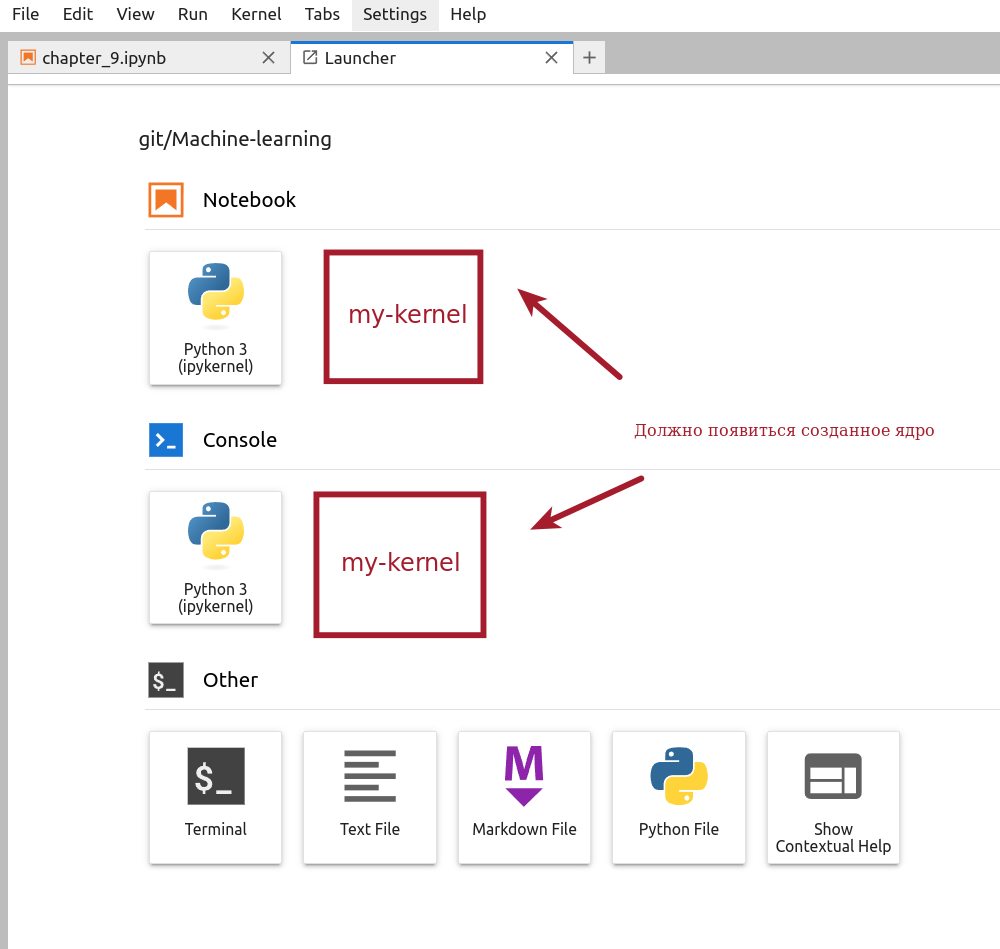 File Edit View Run Kernel Tabs Settings Help
chapter_9.ipynb
Launcher
git/Machine-learning
Notebook
Python 3
(ipykernel)
my-kernel
Должно появиться созданное ядро
Console
Python 3
(ipykernel)
my-kernel
$_
Other
$_
Terminal
Text File
M
Markdown File
Python File
Show
Contextual Help